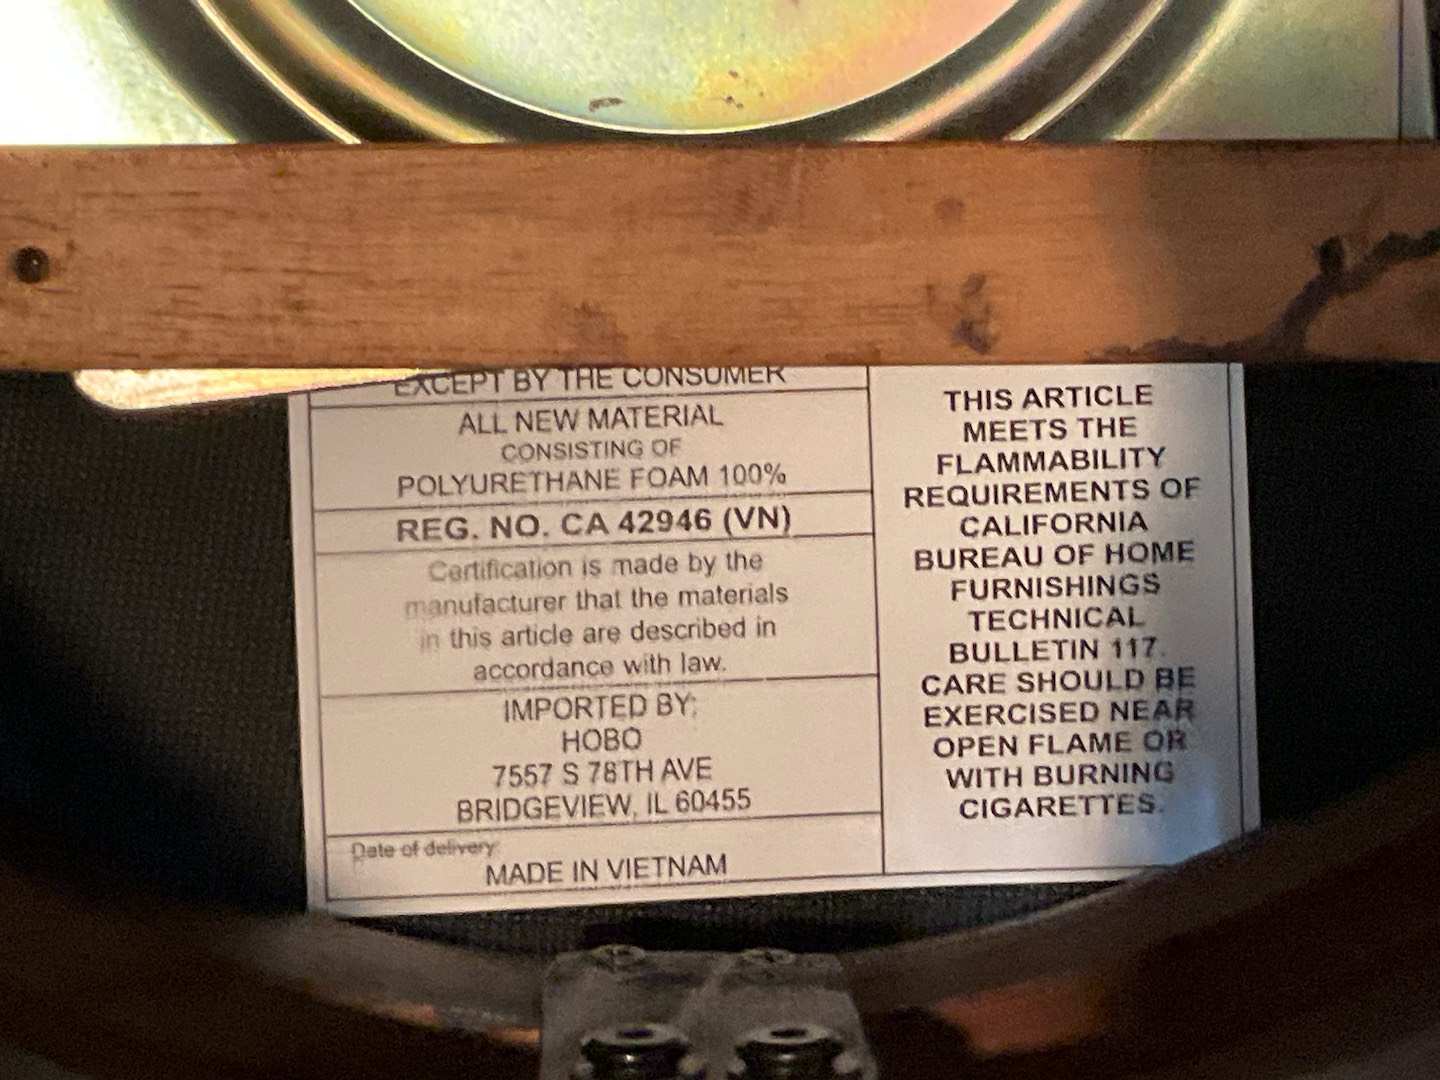 EXCEPT BY THE CONSUMER
ALL NEW MATERIAL
CONSISTING OF
POLYURETHANE FOAM 100%
REG. NO. CA 42946 (VN)
Certification is made by the
manufacturer that the materials
in this article are described in
accordance with law.
IMPORTED BY:
HOBO
7557 S 78TH AVE
BRIDGEVIEW, IL 60455
Date of delivery:
MADE IN VIETNAM
THIS ARTICLE
MEETS THE
FLAMMABILITY
REQUIREMENTS OF
CALIFORNIA
BUREAU OF HOME
FURNISHINGS
TECHNICAL
BULLETIN 117.
CARE SHOULD BE
EXERCISED NEAR
OPEN FLAME OR
WITH BURNING
CIGARETTES.